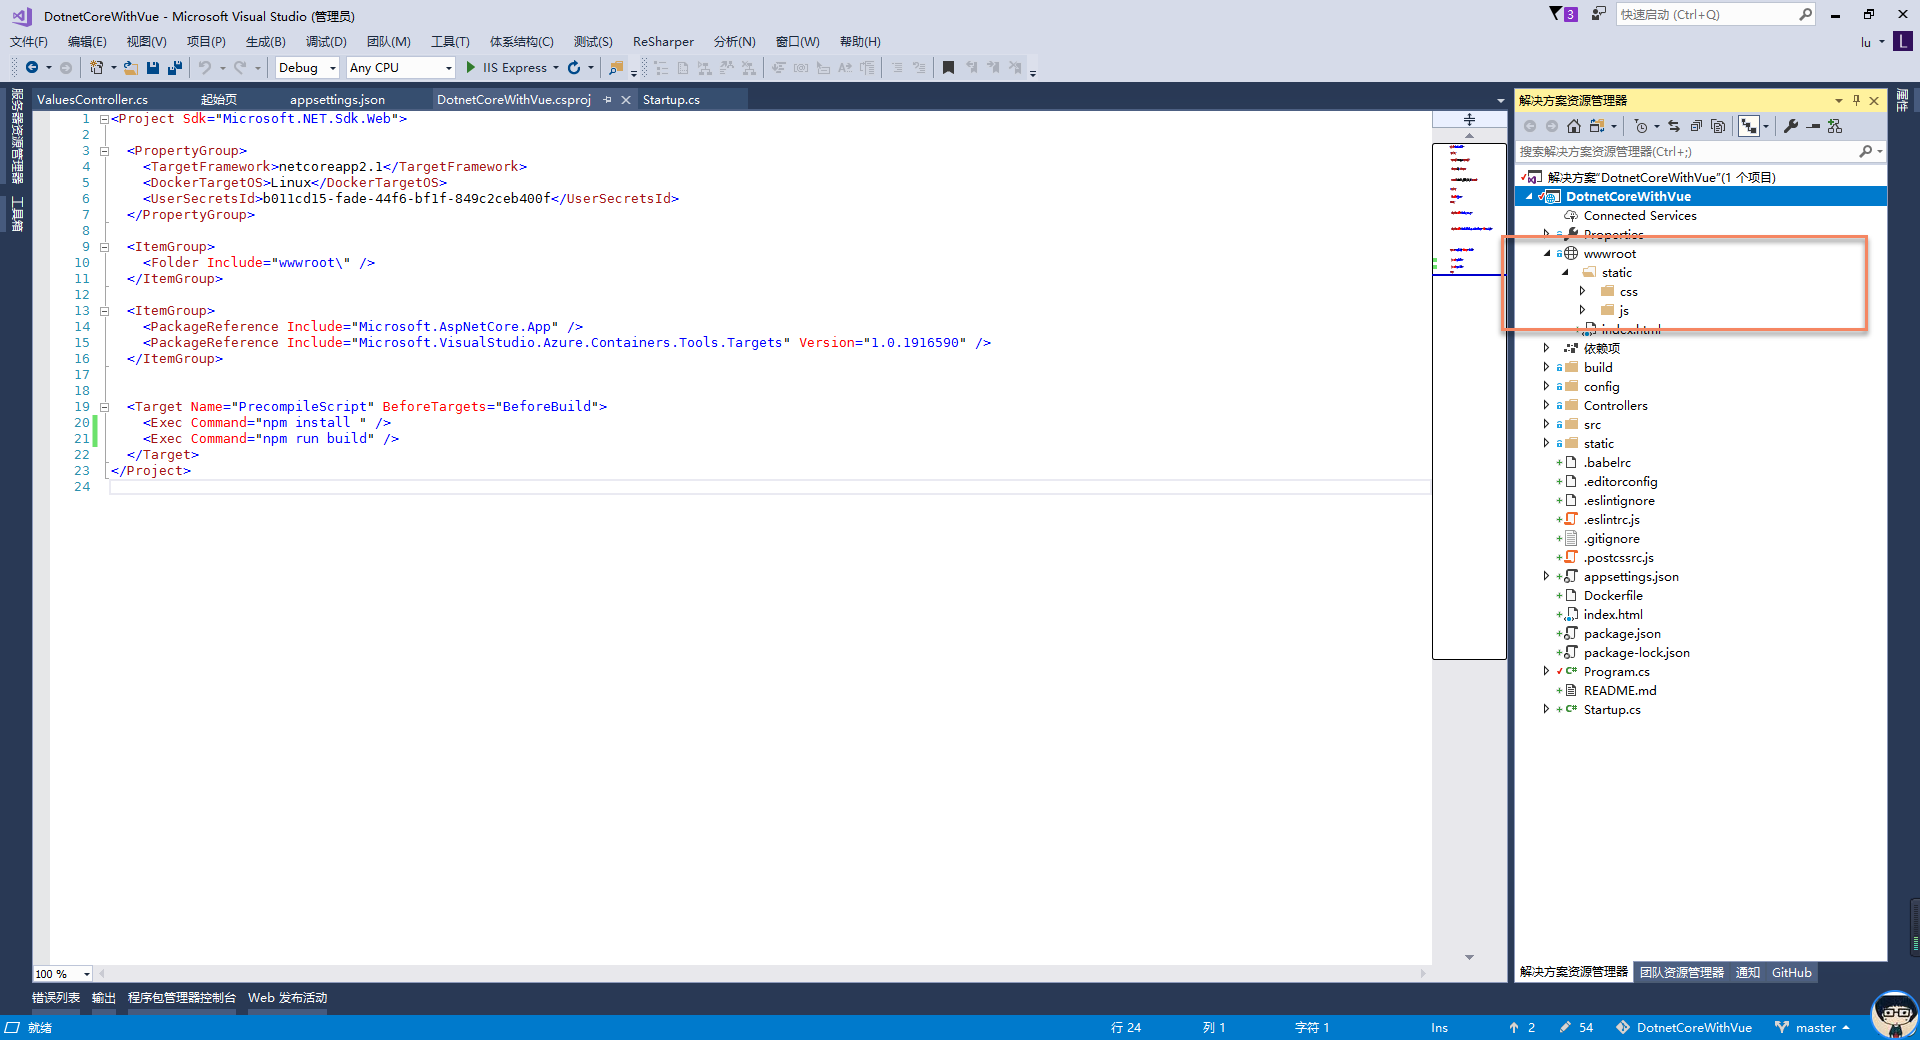 DotnetCoreWithVue - Microsoft Visual Studio (管理员)
3
快速启动 (Ctrl+Q)
文件(F) 编辑(E) 视图(V) 项目(P) 生成(B) 调试(D) 团队(M) 工具(T) 体系结构(C) 测试(S) ReSharper 分析(N) 窗口(W) 帮助(H)
lu L
Debug Any CPU IIS Express
服务器资源管理器
工具箱
ValuesController.cs 起始页 appsettings.json DotnetCoreWithVue.csproj Startup.cs
1 <Project Sdk="Microsoft.NET.Sdk.Web">
2
3 <PropertyGroup>
4 <TargetFramework>netcoreapp2.1</TargetFramework>
5 <DockerTargetOS>Linux</DockerTargetOS>
6 <UserSecretsId>b011cd15-fade-44f6-bf1f-849c2ceb400f</UserSecretsId>
7 </PropertyGroup>
8
9 <ItemGroup>
10 <Folder Include="wwwroot\" />
11 </ItemGroup>
12
13 <ItemGroup>
14 <PackageReference Include="Microsoft.AspNetCore.App" />
15 <PackageReference Include="Microsoft.VisualStudio.Azure.Containers.Tools.Targets" Version="1.0.1916590" />
16 </ItemGroup>
17
18
19 <Target Name="PrecompileScript" BeforeTargets="BeforeBuild">
20 <Exec Command="npm install " />
21 <Exec Command="npm run build" />
22 </Target>
23 </Project>
24
100 %
解决方案资源管理器
搜索解决方案资源管理器(Ctrl+;)
解决方案"DotnetCoreWithVue"(1 个项目)
DotnetCoreWithVue
Connected Services
Properties
wwwroot
static
css
js
index.html
依赖项
build
config
Controllers
src
static
.babelrc
.editorconfig
.eslintignore
.eslintrc.js
.gitignore
.postcssrc.js
appsettings.json
Dockerfile
index.html
package.json
package-lock.json
Program.cs
README.md
Startup.cs
解决方案资源管理器 团队资源管理器 通知 GitHub
属性
错误列表 输出 程序包管理器控制台 Web 发布活动
就绪 行 24 列 1 字符 1 Ins 2 54 DotnetCoreWithVue master